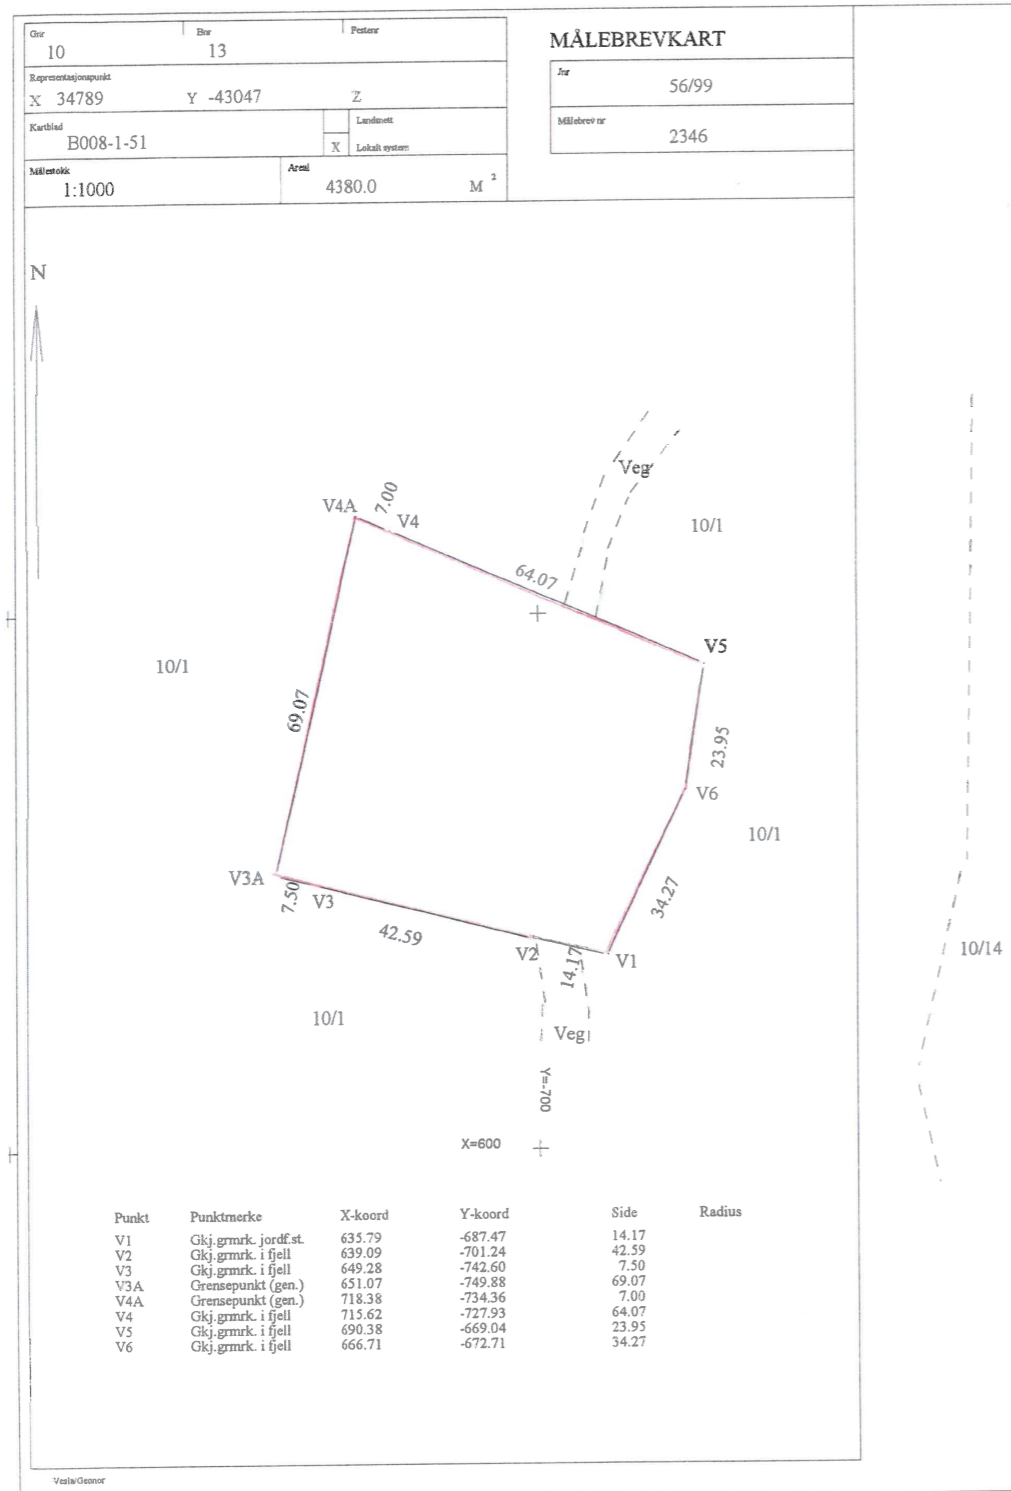 Gnr Bnr Festenr
10 13
MÅLEBREVKART
Representasjonspunkt
X 34789 Y -43047 Z
Jnr
56/99
Kartblad
B008-1-51
Landsnett
X Lokalt system
Målebrev nr
2346
Målestokk
1:1000
Areal
4380.0 M 2
N
Veg
V4A
7.00
V4
10/1
64.07
V5
10/1
69.07
23.95
V6
10/1
V3A
7.50
V3
34.27
42.59
V2
14.17
V1
10/14
10/1
Veg
Y=-700
X=600
Punkt Punktmerke X-koord Y-koord Side Radius
V1 Gkj.grmrk. jordf.st. 635.79 -687.47 14.17
V2 Gkj.grmrk. i fjell 639.09 -701.24 42.59
V3 Gkj.grmrk. i fjell 649.28 -742.60 7.50
V3A Grensepunkt (gen.) 651.07 -749.88 69.07
V4A Grensepunkt (gen.) 718.38 -734.36 7.00
V4 Gkj.grmrk. i fjell 715.62 -727.93 64.07
V5 Gkj.grmrk. i fjell 690.38 -669.04 23.95
V6 Gkj.grmrk. i fjell 666.71 -672.71 34.27
Vesla/Geonor